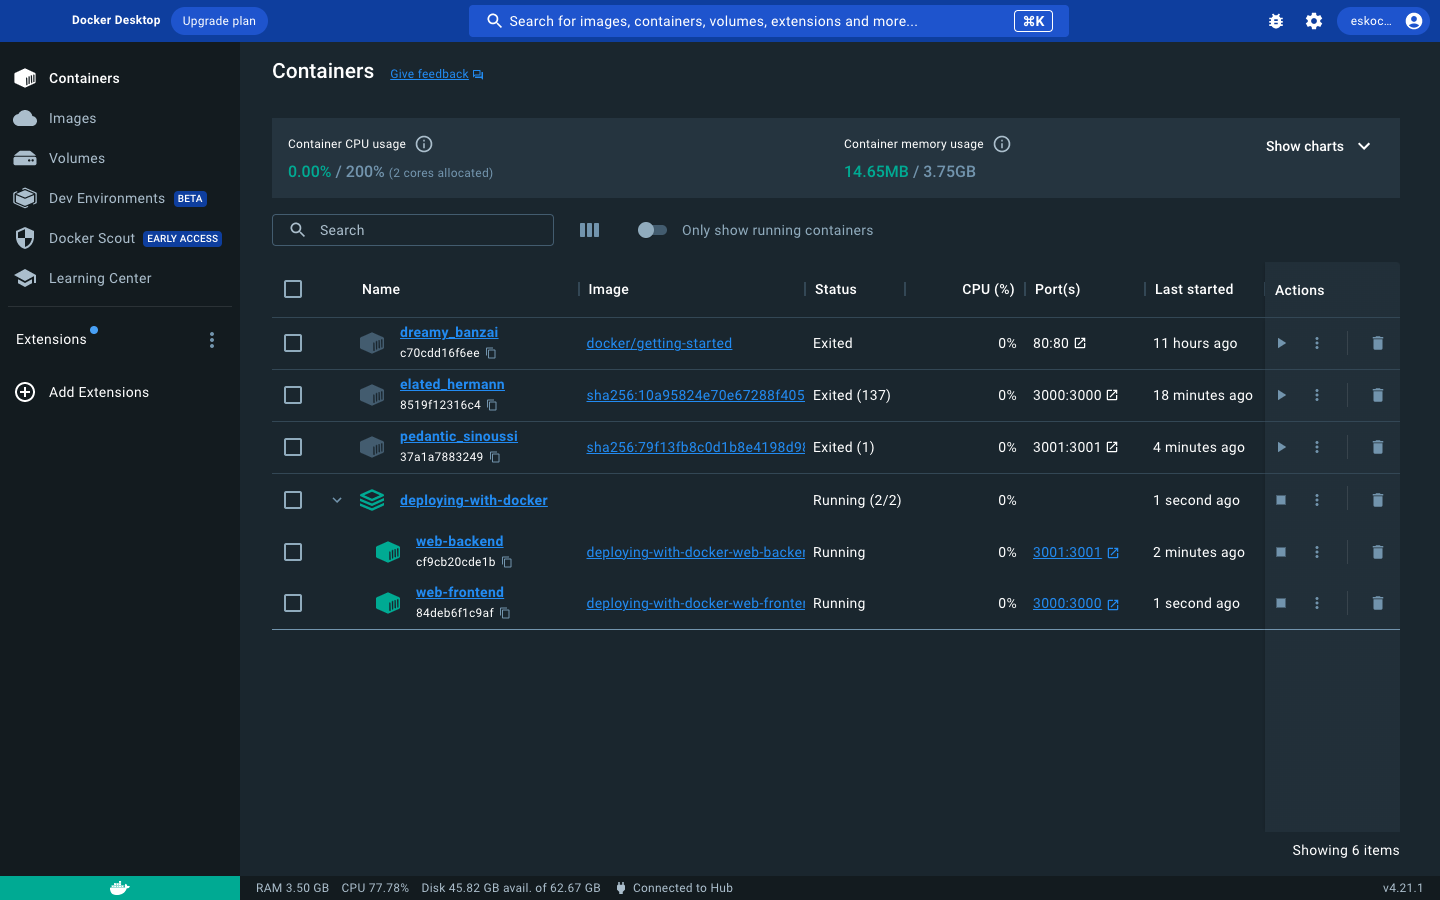 Docker Desktop
Upgrade plan
Search for images, containers, volumes, extensions and more...
⌘K
eskoc...
Containers
Images
Volumes
Dev Environments BETA
Docker Scout EARLY ACCESS
Learning Center
Extensions
Add Extensions
Containers
Give feedback
Container CPU usage
0.00% / 200% (2 cores allocated)
Container memory usage
14.65MB / 3.75GB
Show charts
Search
Only show running containers
Name Image Status CPU (%) Port(s) Last started Actions
dreamy_banzai
c70cdd16f6ee
docker/getting-started Exited 0% 80:80 11 hours ago
elated_hermann
8519f12316c4
sha256:10a95824e70e67288f405 Exited (137) 0% 3000:3000 18 minutes ago
pedantic_sinoussi
37a1a7883249
sha256:79f13fb8c0d1b8e4198d98 Exited (1) 0% 3001:3001 4 minutes ago
deploying-with-docker Running (2/2) 0% 1 second ago
web-backend
cf9cb20cde1b
deploying-with-docker-web-backer Running 0% 3001:3001 2 minutes ago
web-frontend
84deb6f1c9af
deploying-with-docker-web-fronter Running 0% 3000:3000 1 second ago
Showing 6 items
RAM 3.50 GB CPU 77.78% Disk 45.82 GB avail. of 62.67 GB Connected to Hub
v4.21.1